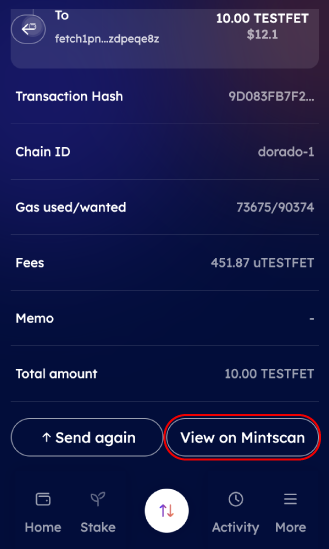 To
10.00 TESTFET
fetch1pn...zdpeqe8z
$12.1
Transaction Hash
9D083FB7F2...
Chain ID
dorado-1
Gas used/wanted
73675/90374
Fees
451.87 uTESTFET
Memo
-
Total amount
10.00 TESTFET
↑ Send again
View on Mintscan
Home
Stake
Activity
More